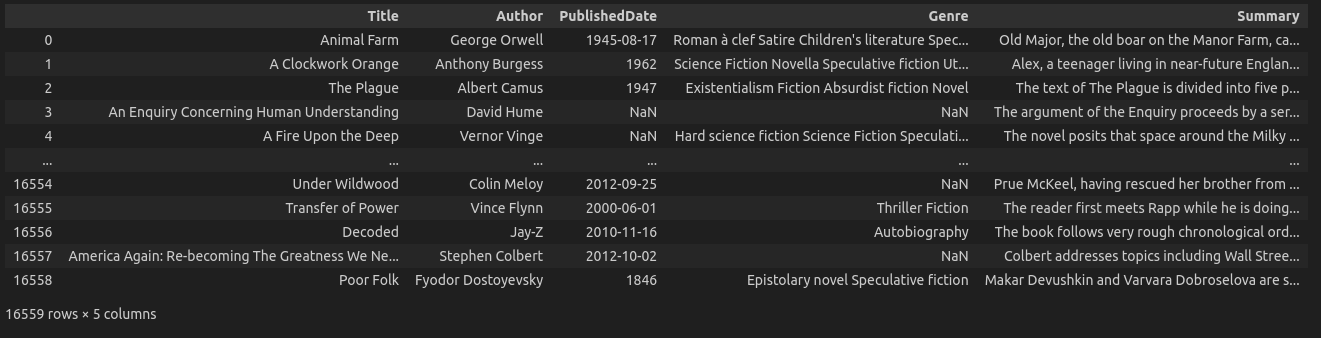 Title Author PublishedDate Genre Summary
0 Animal Farm George Orwell 1945-08-17 Roman à clef Satire Children's literature Spec... Old Major, the old boar on the Manor Farm, ca...
1 A Clockwork Orange Anthony Burgess 1962 Science Fiction Novella Speculative fiction Ut... Alex, a teenager living in near-future Englan...
2 The Plague Albert Camus 1947 Existentialism Fiction Absurdist fiction Novel The text of The Plague is divided into five p...
3 An Enquiry Concerning Human Understanding David Hume NaN NaN The argument of the Enquiry proceeds by a ser...
4 A Fire Upon the Deep Vernor Vinge NaN Hard science fiction Science Fiction Speculati... The novel posits that space around the Milky ...
... ... ... ... ... ...
16554 Under Wildwood Colin Meloy 2012-09-25 NaN Prue McKeel, having rescued her brother from ...
16555 Transfer of Power Vince Flynn 2000-06-01 Thriller Fiction The reader first meets Rapp while he is doing...
16556 Decoded Jay-Z 2010-11-16 Autobiography The book follows very rough chronological ord...
16557 America Again: Re-becoming The Greatness We Ne... Stephen Colbert 2012-10-02 NaN Colbert addresses topics including Wall Stree...
16558 Poor Folk Fyodor Dostoyevsky 1846 Epistolary novel Speculative fiction Makar Devushkin and Varvara Dobroselova are s...
16559 rows × 5 columns